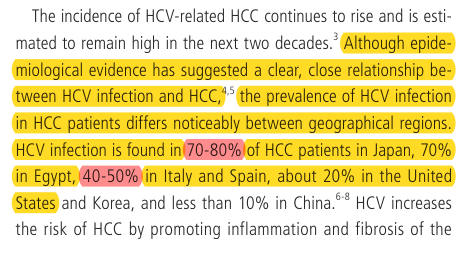 The incidence of HCV-related HCC continues to rise and is esti-
mated to remain high in the next two decades.3 Although epide-
miological evidence has suggested a clear, close relationship be-
tween HCV infection and HCC,4,5 the prevalence of HCV infection
in HCC patients differs noticeably between geographical regions.
HCV infection is found in 70-80% of HCC patients in Japan, 70%
in Egypt, 40-50% in Italy and Spain, about 20% in the United
States and Korea, and less than 10% in China.6-8 HCV increases
the risk of HCC by promoting inflammation and fibrosis of the